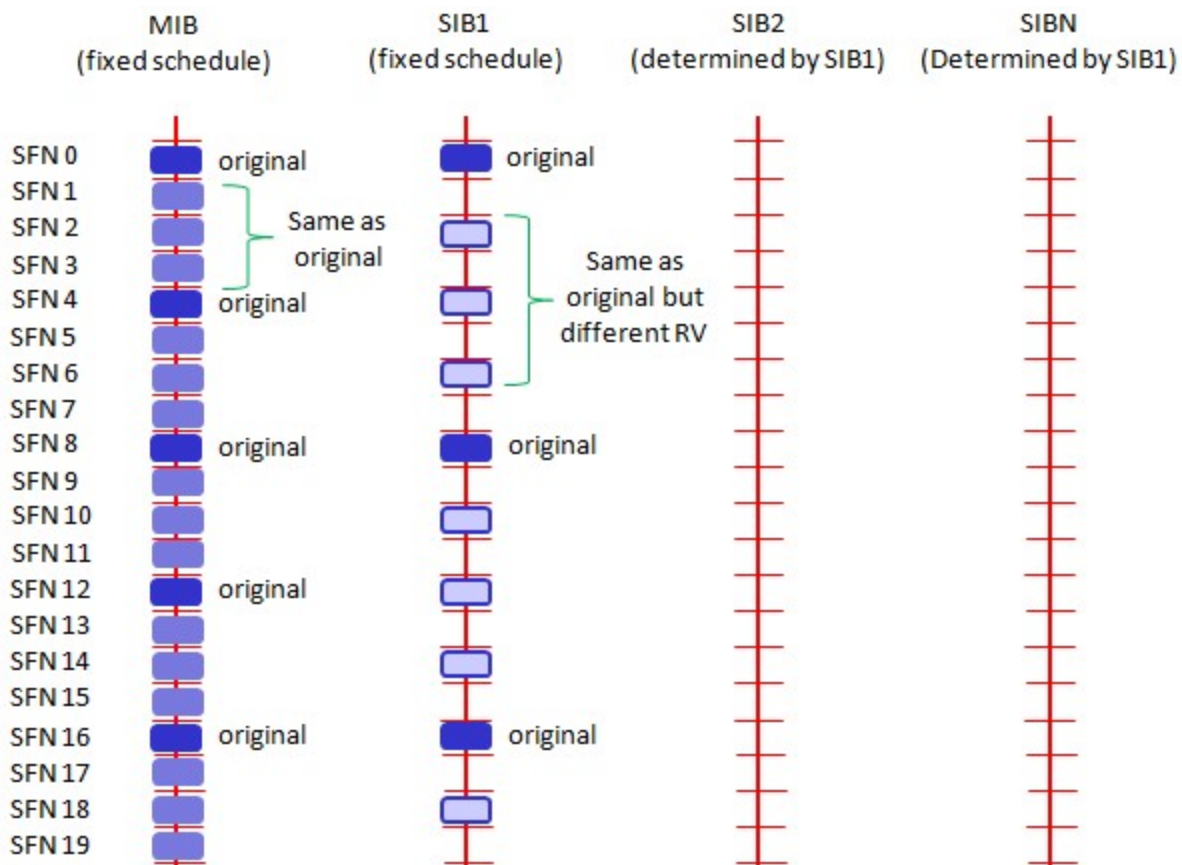 MIB
(fixed schedule)
SIB1
(fixed schedule)
SIB2
(determined by SIB1)
SIBN
(Determined by SIB1)
SFN 0
original
original
SFN 1
SFN 2
SFN 3
Same as
original
SFN 4
original
Same as
original but
different RV
SFN 5
SFN 6
SFN 7
SFN 8
original
original
SFN 9
SFN 10
SFN 11
SFN 12
original
SFN 13
SFN 14
SFN 15
SFN 16
original
original
SFN 17
SFN 18
SFN 19